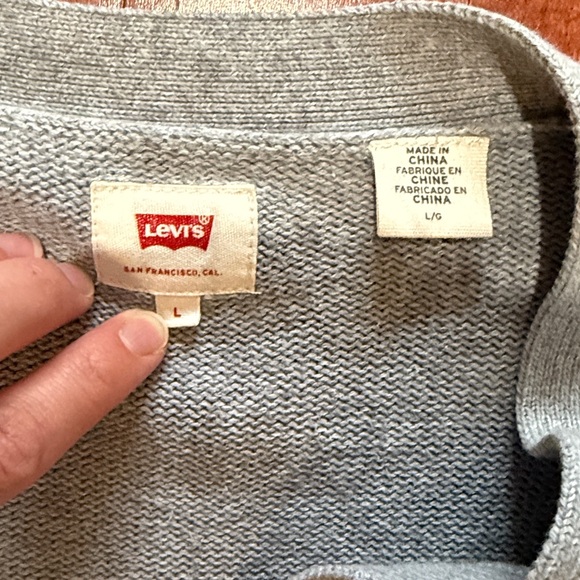 Levi's®
SAN FRANCISCO, CAL.
L
MADE IN
CHINA
FABRIQUE EN
CHINE
FABRICADO EN
CHINA
L/G